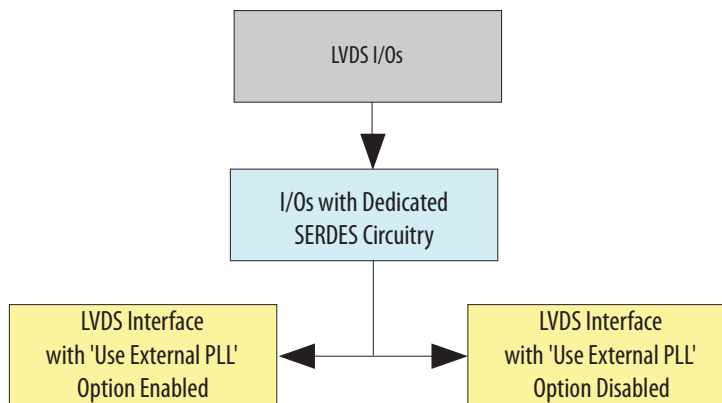 LVDS I/Os
I/Os with Dedicated
SERDES Circuitry
LVDS Interface
with 'Use External PLL'
Option Enabled
LVDS Interface
with 'Use External PLL'
Option Disabled